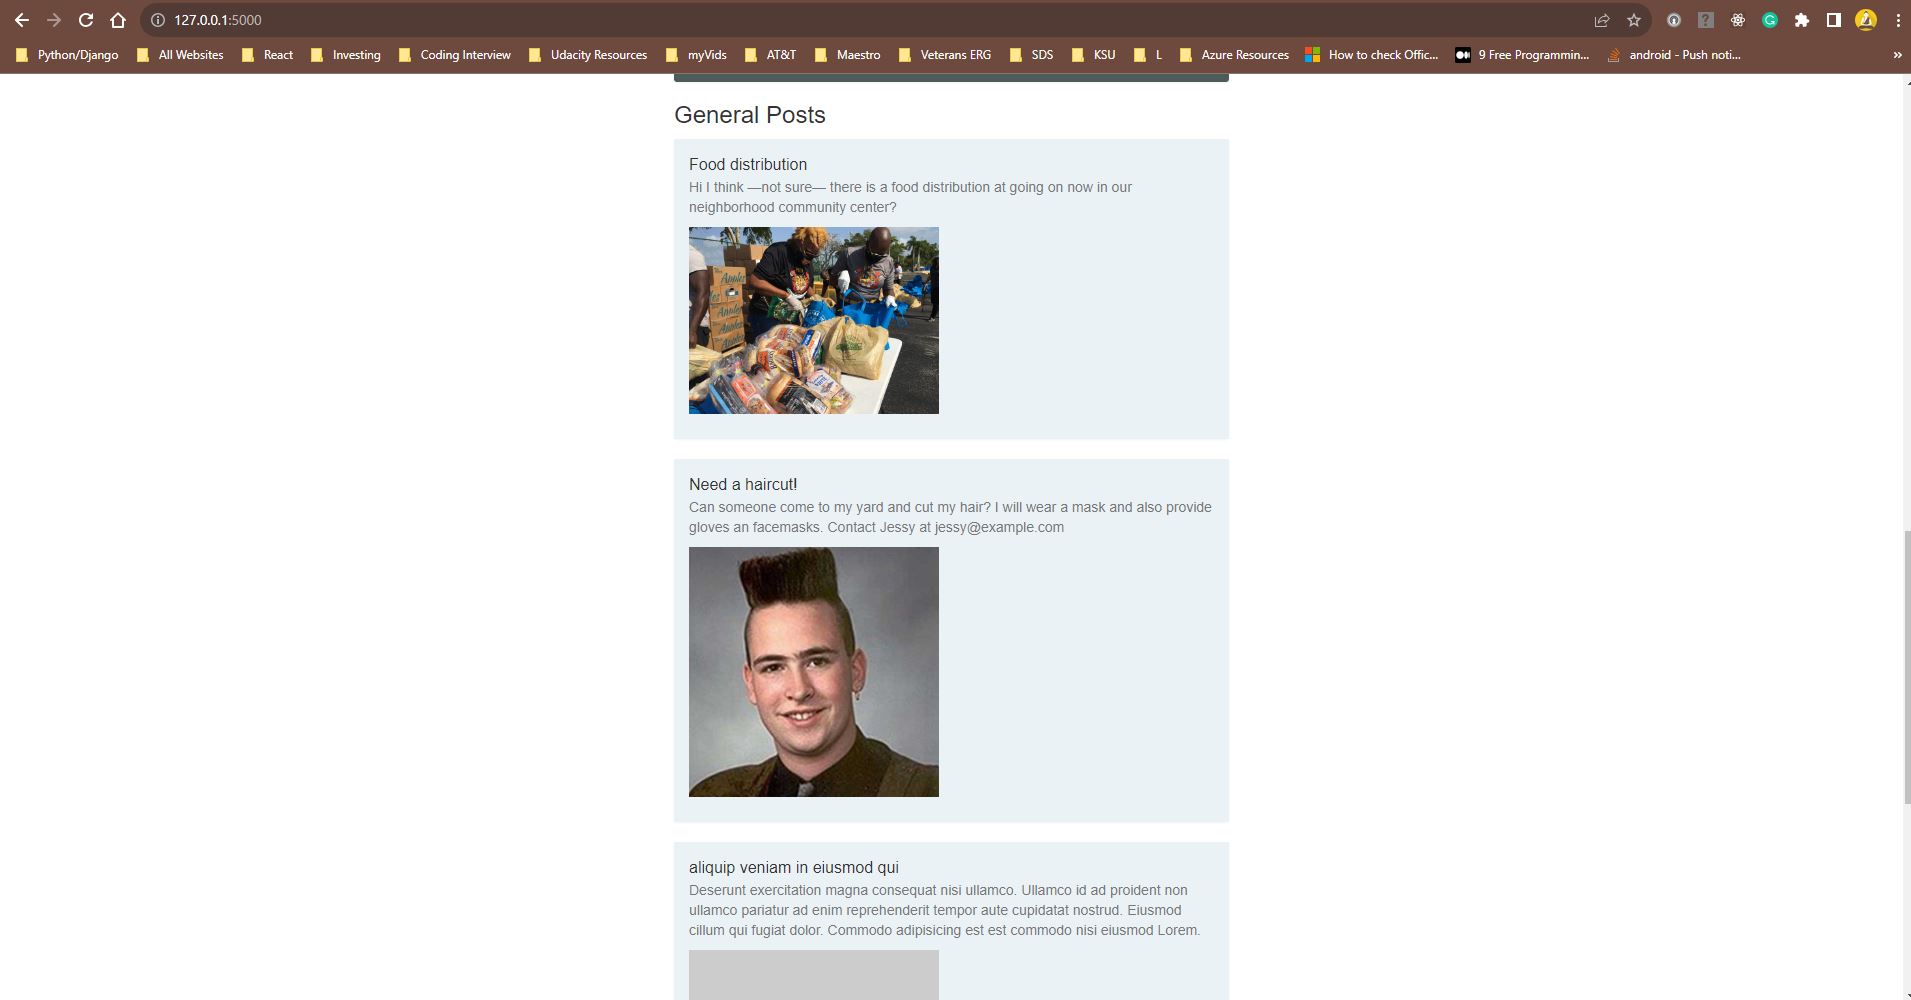 127.0.0.1:5000
Python/Django All Websites React Investing Coding Interview Udacity Resources myVids AT&T Maestro Veterans ERG SDS KSU L Azure Resources How to check Offic... 9 Free Programmin... android - Push noti... »
General Posts
Food distribution
Hi I think —not sure— there is a food distribution at going on now in our
neighborhood community center?
Apples
Apples
Apples
Apples
Need a haircut!
Can someone come to my yard and cut my hair? I will wear a mask and also provide
gloves an facemasks. Contact Jessy at jessy@example.com
aliquip veniam in eiusmod qui
Deserunt exercitation magna consequat nisi ullamco. Ullamco id ad proident non
ullamco pariatur ad enim reprehenderit tempor aute cupidatat nostrud. Eiusmod
cillum qui fugiat dolor. Commodo adipisicing est est commodo nisi eiusmod Lorem.